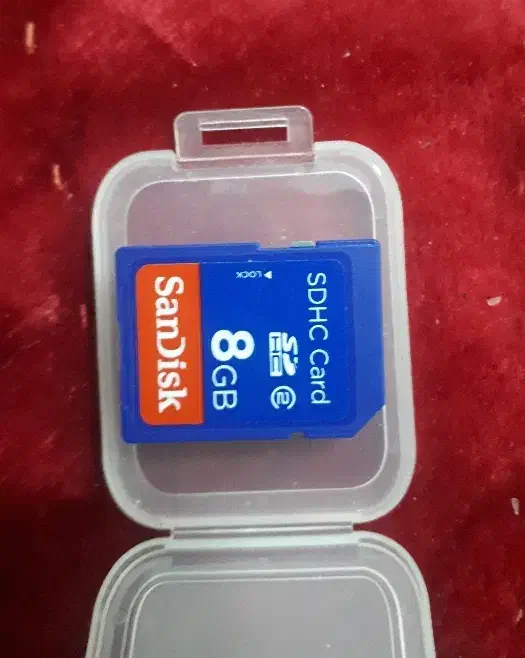 SDHC Card
SD HC ②
LOCK
8GB
SanDisk